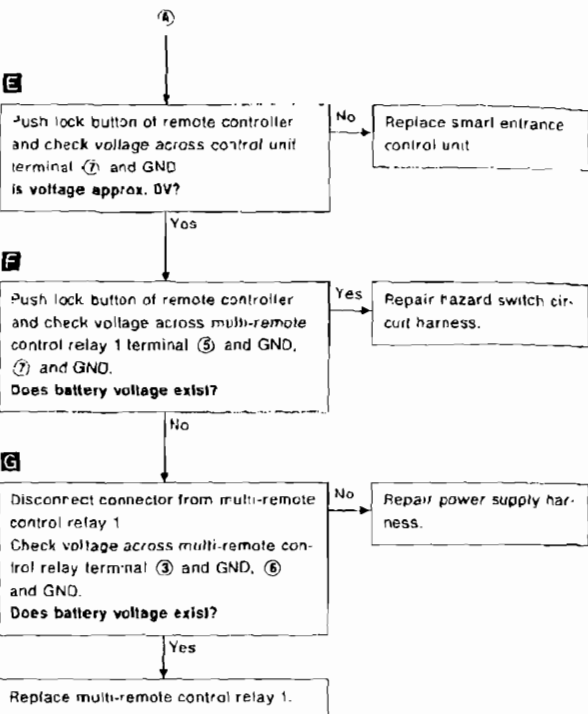 A
E
Push lock button of remote controller
and check voltage across control unit
terminal ⑦ and GND
Is voltage approx. 0V?
No
Replace smart entrance
control unit
Yes
F
Push lock button of remote controller
and check voltage across multi-remote
control relay 1 terminal ⑤ and GND,
⑦ and GND.
Does battery voltage exist?
Yes
Repair hazard switch cir-
cuit harness.
No
G
Disconnect connector from multi-remote
control relay 1
Check voltage across multi-remote con-
trol relay terminal ③ and GND, ⑥
and GND.
Does battery voltage exist?
No
Repair power supply har-
ness.
Yes
Replace multi-remote control relay 1.